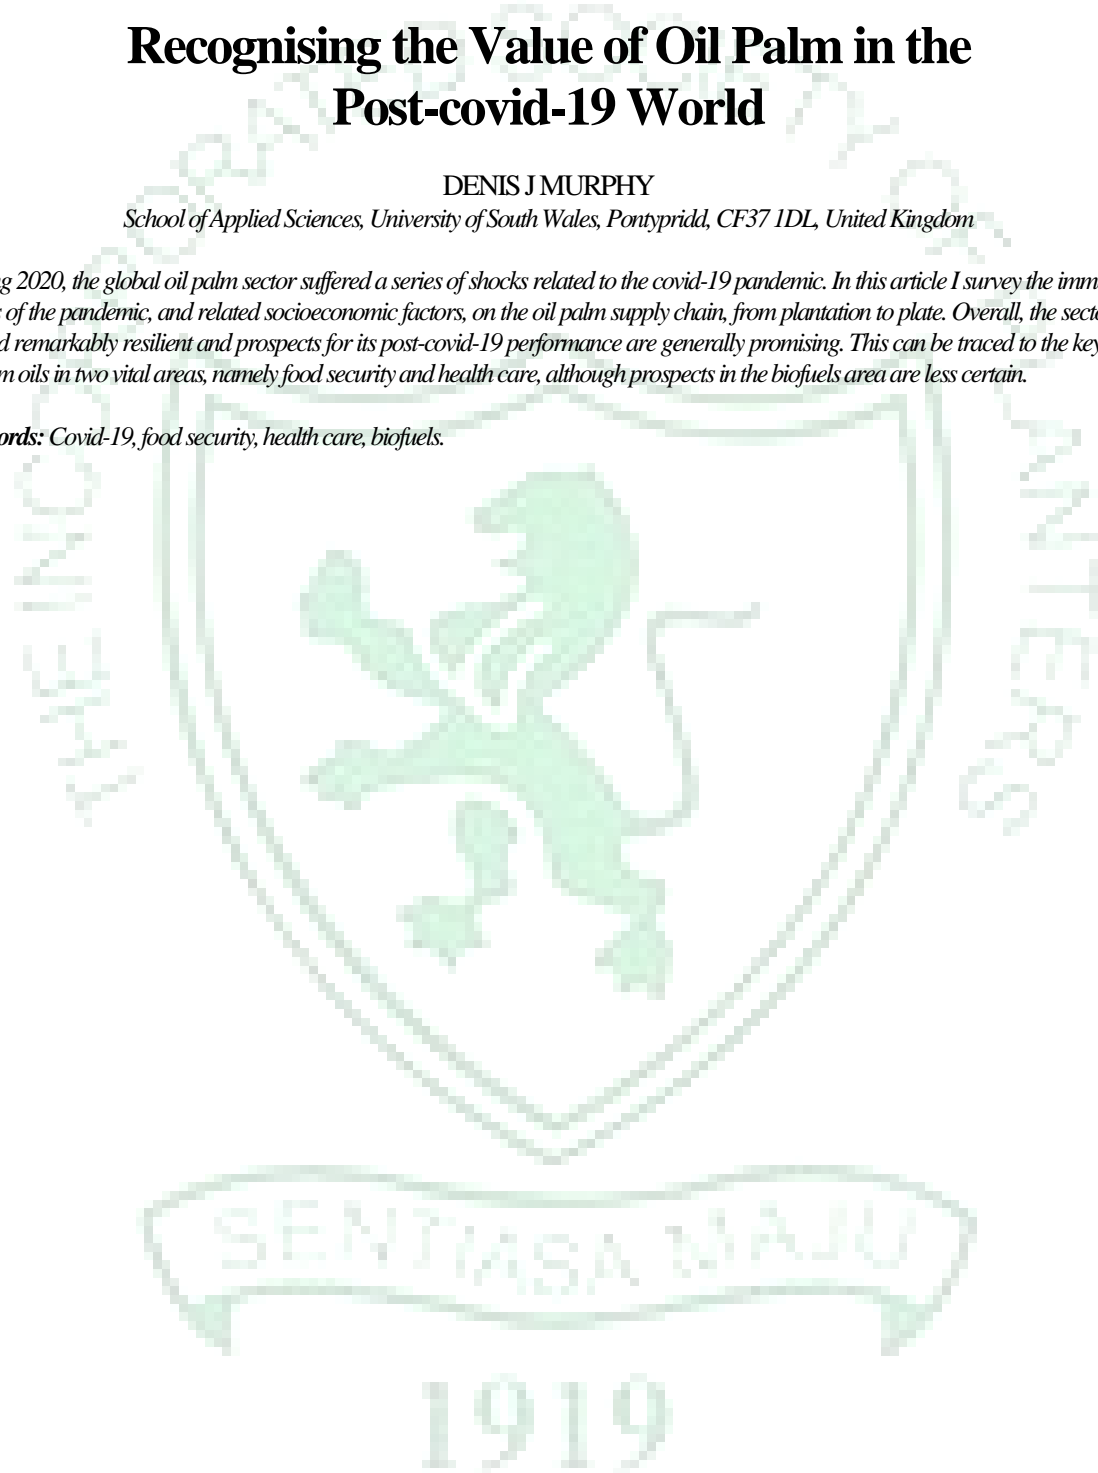 Recognising the Value of Oil Palm in the
Post-covid-19 World
DENIS J MURPHY
School of Applied Sciences, University of South Wales, Pontypridd, CF37 1DL, United Kingdom
g 2020, the global oil palm sector suffered a series of shocks related to the covid-19 pandemic. In this article I survey the imm
s of the pandemic, and related socioeconomic factors, on the oil palm supply chain, from plantation to plate. Overall, the secto
d remarkably resilient and prospects for its post-covid-19 performance are generally promising. This can be traced to the key
m oils in two vital areas, namely food security and health care, although prospects in the biofuels area are less certain.
ords: Covid-19, food security, health care, biofuels.
THE INCORPORATED SOCIETY OF PLANTERS
SENTIASA MAJU
1919